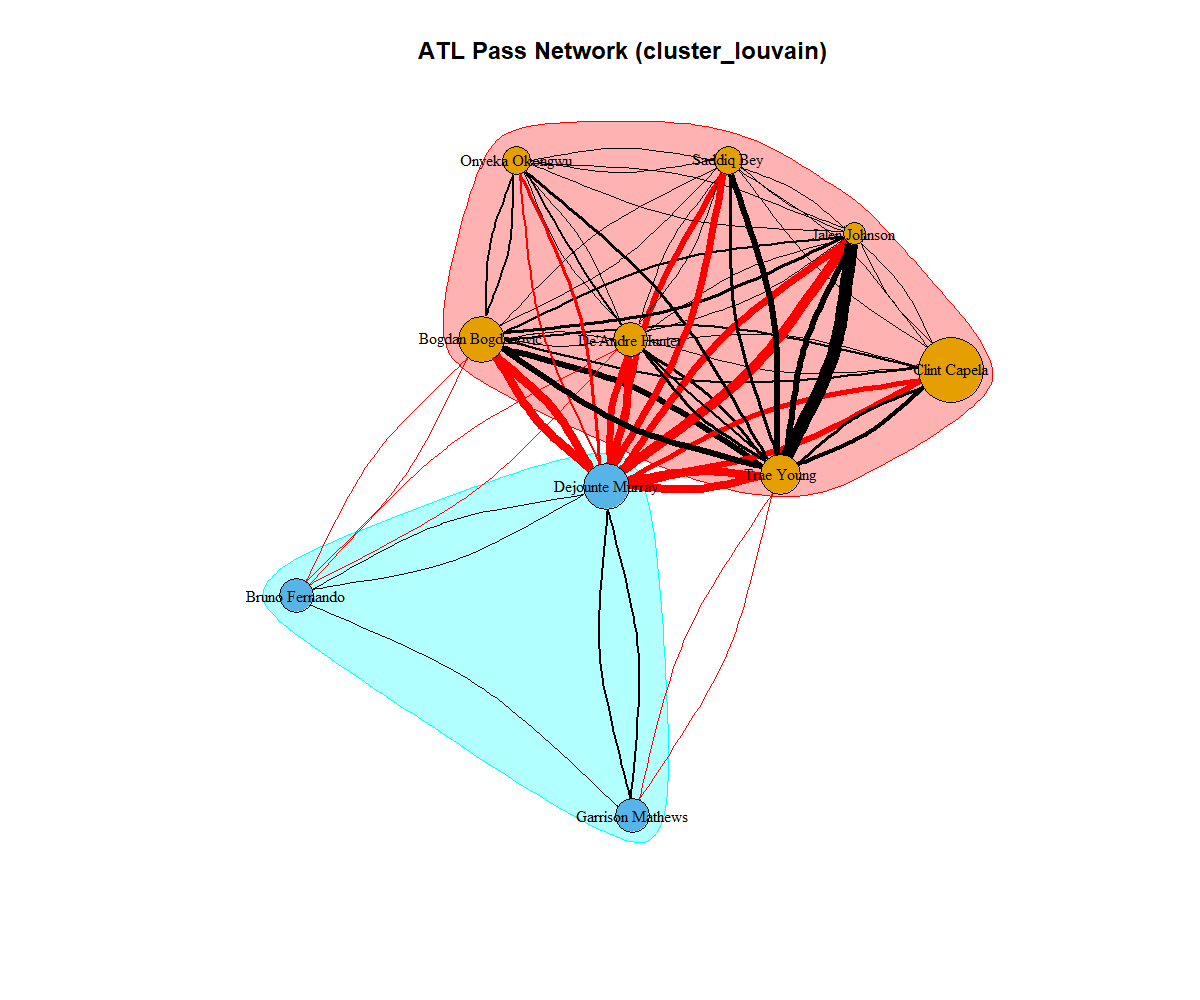 ATL Pass Network (cluster_louvain)
Onyeka Okongwu
Saddiq Bey
Jalen Johnson
Bogdan Bogdanovic
De'Andre Hunter
Clint Capela
Trae Young
Dejounte Murray
Bruno Fernando
Garrison Mathews